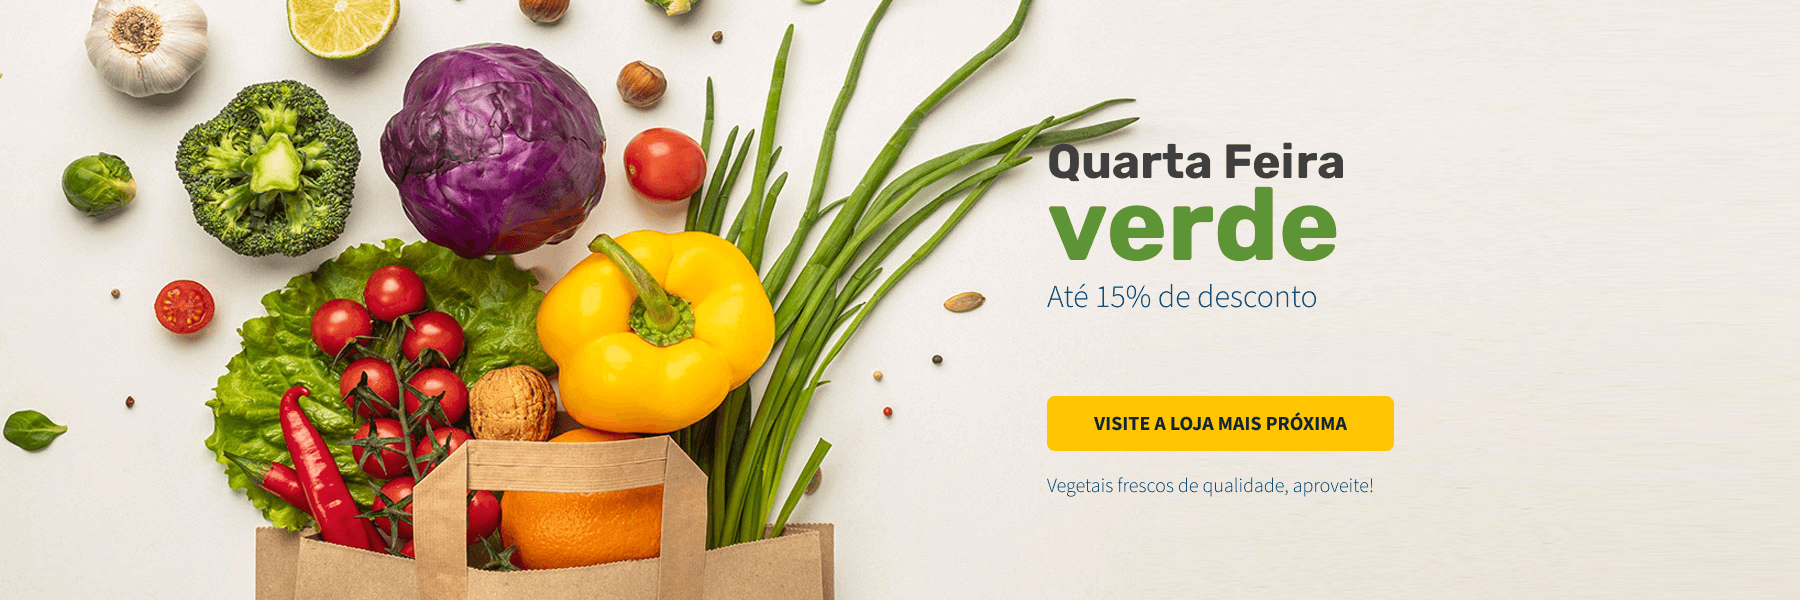 Quarta Feira
verde
Até 15% de desconto
VISITE A LOJA MAIS PRÓXIMA
Vegetais frescos de qualidade, aproveite!